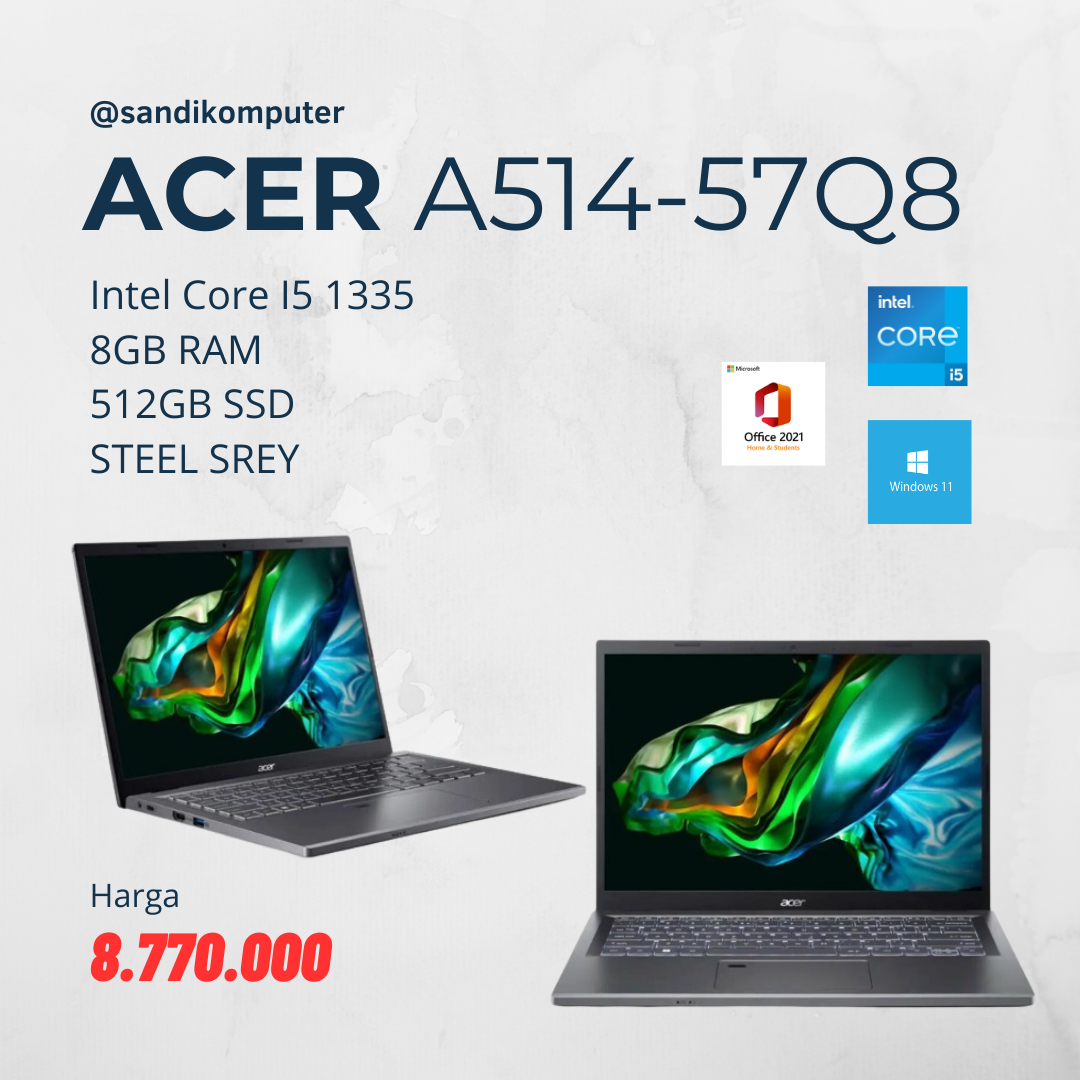 @sandikomputer
ACER A514-57Q8
Intel Core I5 1335
8GB RAM
512GB SSD
STEEL SREY
intel.
CORE
i5
Microsoft
Office 2021
Home & Students
Windows 11
acer
acer
Harga
8.770.000